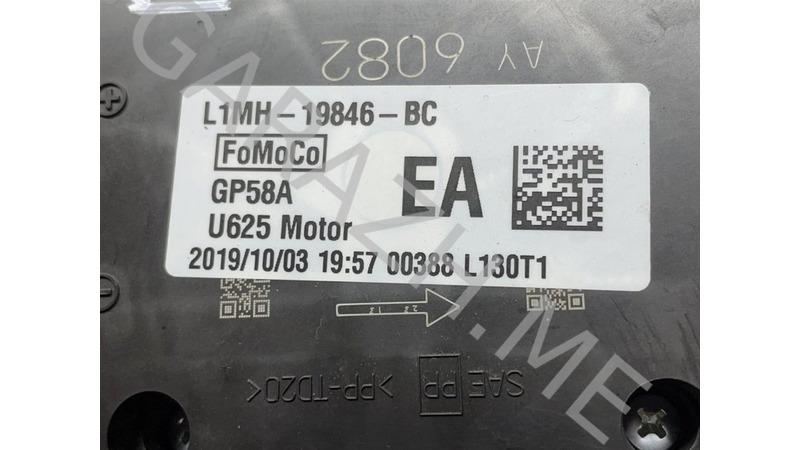 AY 6082
L1MH-19846-BC
FoMoCo
GP58A
EA
U625 Motor
2019/10/03 19:57 00388 L130T1
SAE PP >PP-TD20<
GARAZH.ME